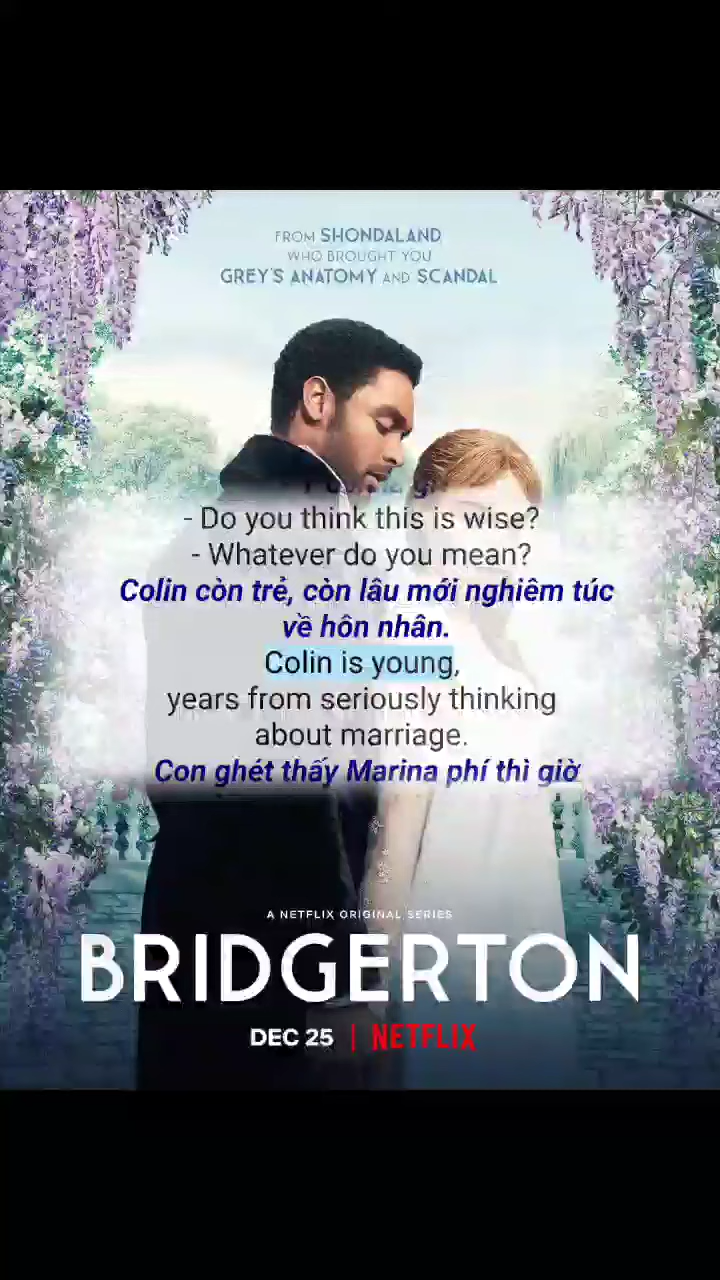 FROM SHONDALAND
WHO BROUGHT YOU
GREY'S ANATOMY AND SCANDAL
- Do you think this is wise?
- Whatever do you mean?
Colin còn trẻ, còn lâu mới nghiêm túc
về hôn nhân.
Colin is young,
years from seriously thinking
about marriage.
Con ghét thấy Marina phí thì giờ
A NETFLIX ORIGINAL SERIES
BRIDGERTON
DEC 25 | NETFLIX